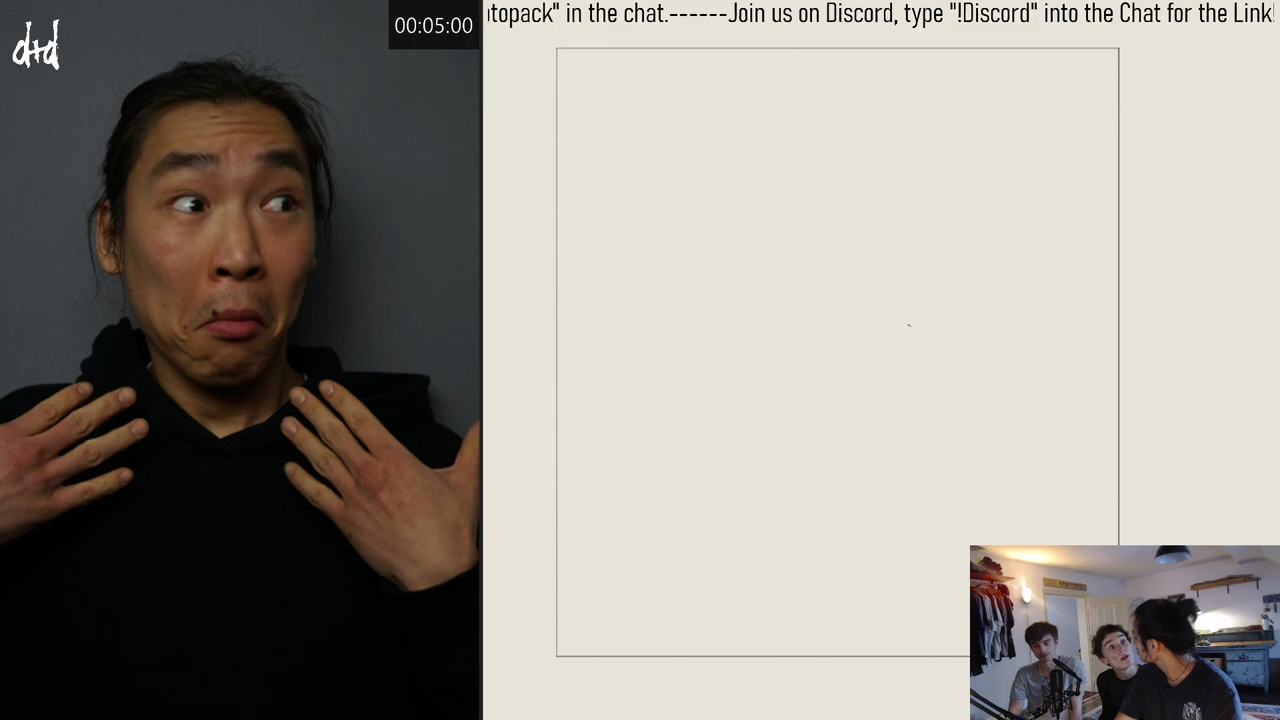 d+d
00:05:00
topack" in the chat.------Join us on Discord, type "!Discord" into the Chat for the Link!